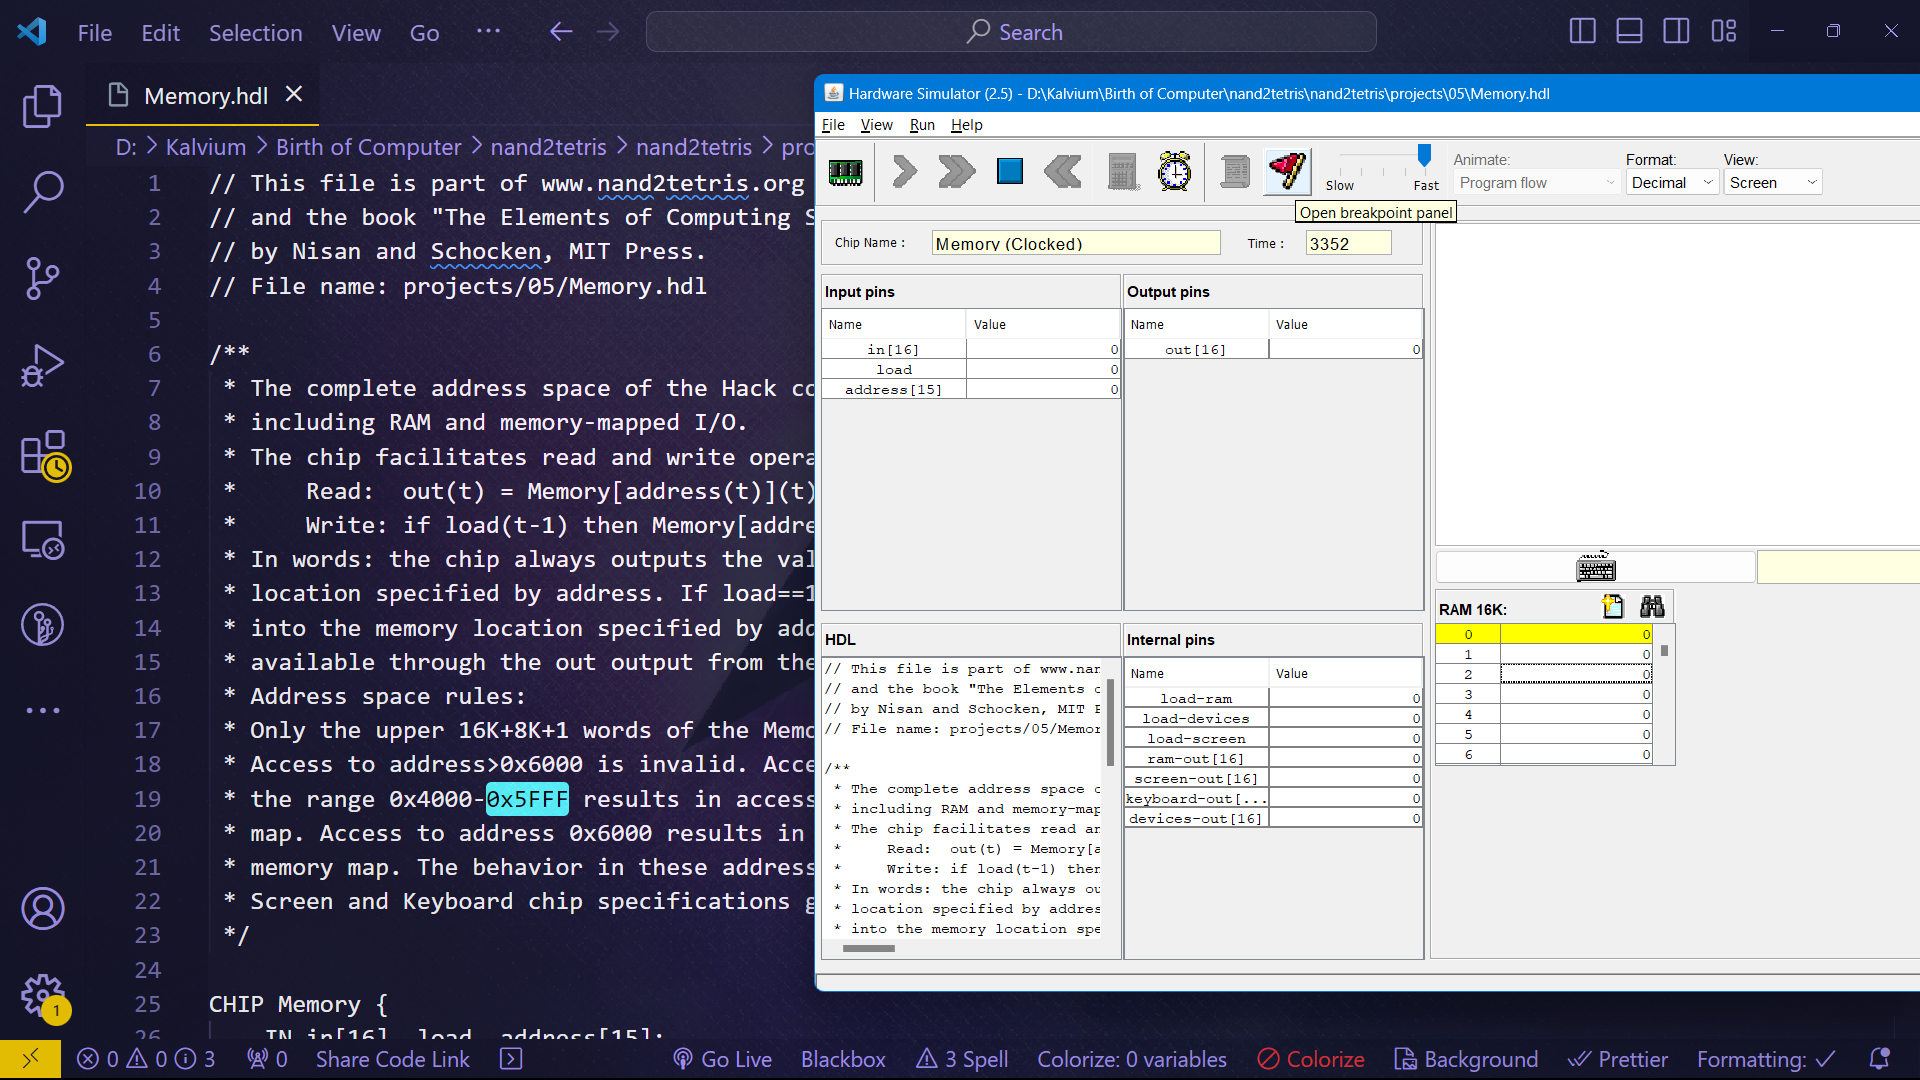 File Edit Selection View Go ... Search
Memory.hdl
D: > Kalvium > Birth of Computer > nand2tetris > nand2tetris > pro
1 // This file is part of www.nand2tetris.org
2 // and the book "The Elements of Computing S
3 // by Nisan and Schocken, MIT Press.
4 // File name: projects/05/Memory.hdl
5
6 /**
7 * The complete address space of the Hack co
8 * including RAM and memory-mapped I/O.
9 * The chip facilitates read and write opera
10 *     Read:  out(t) = Memory[address(t)](t)
11 *     Write: if load(t-1) then Memory[addre
12 * In words: the chip always outputs the val
13 * location specified by address. If load==1
14 * into the memory location specified by add
15 * available through the out output from the
16 * Address space rules:
17 * Only the upper 16K+8K+1 words of the Memo
18 * Access to address>0x6000 is invalid. Acce
19 * the range 0x4000-0x5FFF results in access
20 * map. Access to address 0x6000 results in
21 * memory map. The behavior in these address
22 * Screen and Keyboard chip specifications g
23 */
24
25 CHIP Memory {
26     IN in[16], load, address[15];
Hardware Simulator (2.5) - D:\Kalvium\Birth of Computer\nand2tetris\nand2tetris\projects\05\Memory.hdl
File View Run Help
Slow Fast
Animate:
Program flow
Format:
Decimal
View:
Screen
Open breakpoint panel
Chip Name : Memory (Clocked) Time : 3352
Input pins
Name Value
in[16] 0
load 0
address[15] 0
Output pins
Name Value
out[16] 0
HDL
// This file is part of www.nan
// and the book "The Elements o
// by Nisan and Schocken, MIT P
// File name: projects/05/Memor
/**
* The complete address space o
* including RAM and memory-map
* The chip facilitates read an
*     Read:  out(t) = Memory[a
*     Write: if load(t-1) then
* In words: the chip always ou
* location specified by addres
* into the memory location spe
Internal pins
Name Value
load-ram 0
load-devices 0
load-screen 0
ram-out[16] 0
screen-out[16] 0
keyboard-out[... 0
devices-out[16] 0
RAM 16K:
0 0
1 0
2 0
3 0
4 0
5 0
6 0
1
0 0 3 0 Share Code Link Go Live Blackbox 3 Spell Colorize: 0 variables Colorize Background Prettier Formatting: ✓